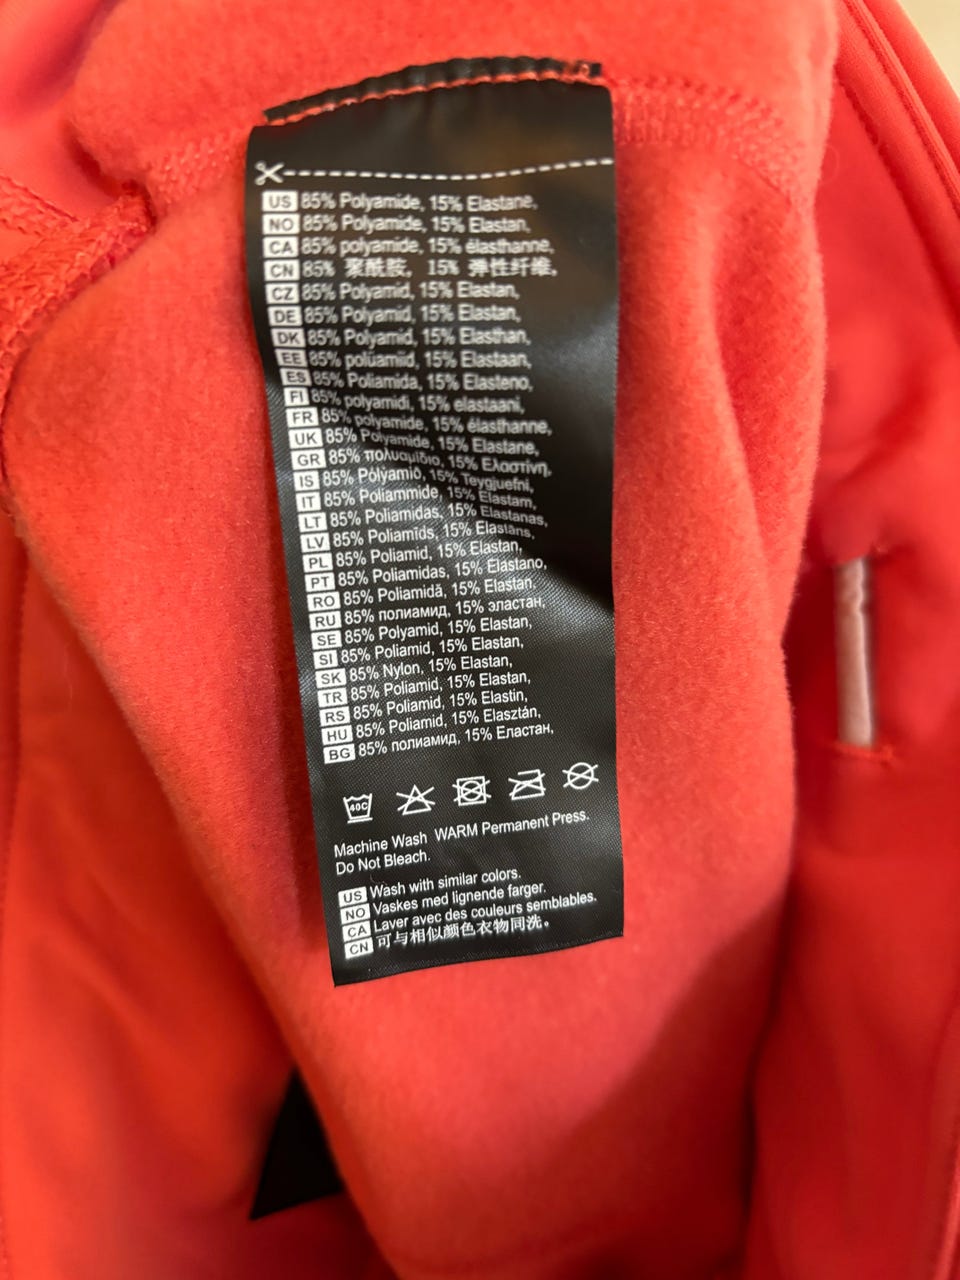 US 85% Polyamide, 15% Elastane,
NO 85% Polyamide, 15% Elastan,
CA 85% polyamide, 15% élasthanne,
CN 85% 聚酰胺, 15% 弹性纤维,
CZ 85% Polyamid, 15% Elastan,
DE 85% Polyamid, 15% Elastan,
DK 85% Polyamid, 15% Elasthan,
EE 85% polüamiid, 15% Elastaan,
ES 85% Poliamida, 15% Elasteno,
FI 85% polyamidi, 15% elastaani,
FR 85% polyamide, 15% élasthanne,
UK 85% Polyamide, 15% Elastane,
GR 85% πολυαμίδιο, 15% Ελαστίνη,
IS 85% Pólýamíð, 15% Teygjuefni,
IT 85% Poliammide, 15% Elastam,
LT 85% Poliamidas, 15% Elastanas,
LV 85% Poliamīds, 15% Elastāns,
PL 85% Poliamid, 15% Elastan,
PT 85% Poliamidas, 15% Elastano,
RO 85% Poliamidă, 15% Elastan,
RU 85% полиамид, 15% эластан,
SE 85% Polyamid, 15% Elastan,
SI 85% Poliamid, 15% Elastan,
SK 85% Nylon, 15% Elastan,
TR 85% Poliamid, 15% Elastan,
RS 85% Poliamid, 15% Elastin,
HU 85% Poliamid, 15% Elasztán,
BG 85% полиамид, 15% Еластан,
40C
Machine Wash WARM Permanent Press.
Do Not Bleach.
US Wash with similar colors.
NO Vaskes med lignende farger.
CA Laver avec des couleurs semblables.
CN 可与相似颜色衣物同洗。